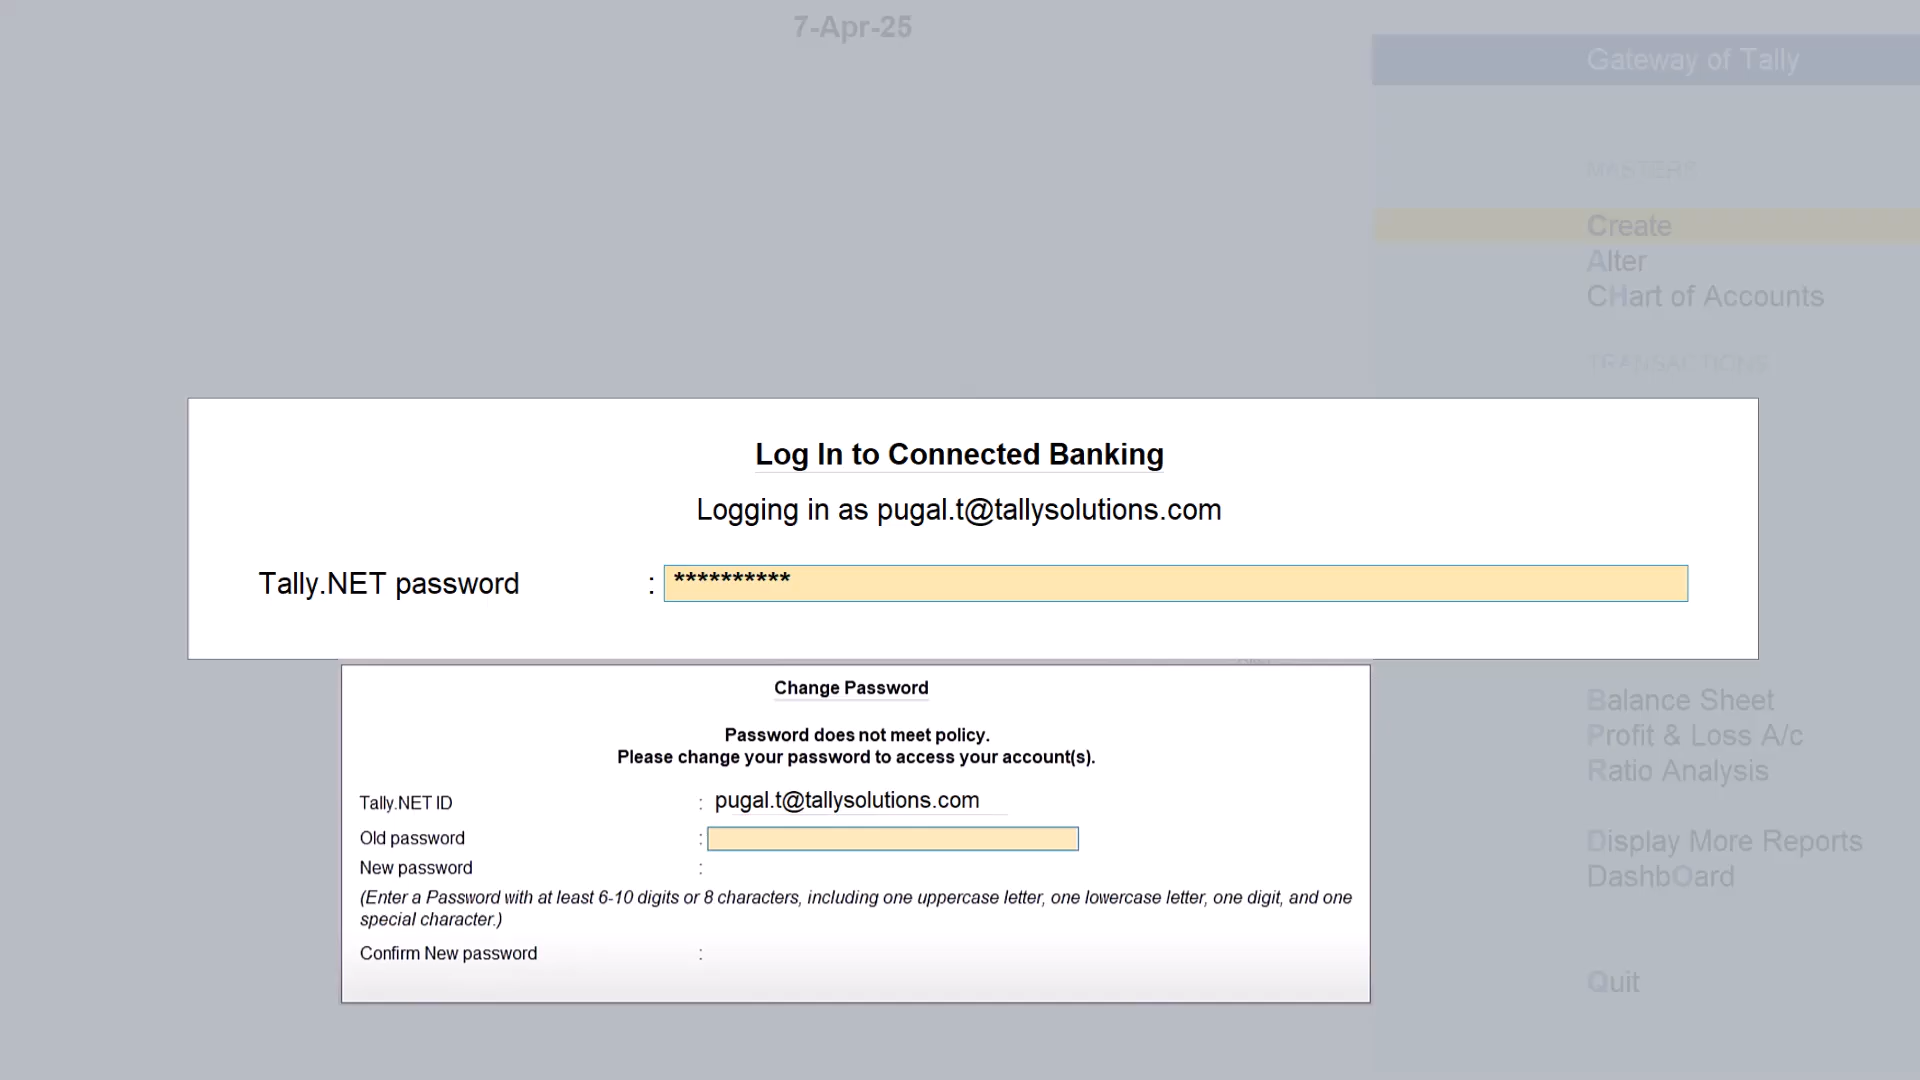 7-Apr-25
Gateway of Tally
MASTERS
Create
Alter
CHart of Accounts
TRANSACTIONS
Log In to Connected Banking
Logging in as pugal.t@tallysolutions.com
Tally.NET password : **********
Change Password
Password does not meet policy.
Please change your password to access your account(s).
Tally.NET ID : pugal.t@tallysolutions.com
Old password :
New password :
(Enter a Password with at least 6-10 digits or 8 characters, including one uppercase letter, one lowercase letter, one digit, and one
special character.)
Confirm New password :
Balance Sheet
Profit & Loss A/c
Ratio Analysis
Display More Reports
DashbOard
Quit